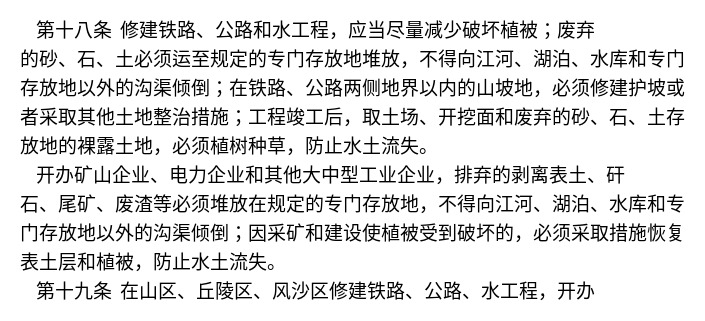 第十八条 修建铁路、公路和水工程，应当尽量减少破坏植被；废弃
的砂、石、土必须运至规定的专门存放地堆放，不得向江河、湖泊、水库和专门
存放地以外的沟渠倾倒；在铁路、公路两侧地界以内的山坡地，必须修建护坡或
者采取其他土地整治措施；工程竣工后，取土场、开挖面和废弃的砂、石、土存
放地的裸露土地，必须植树种草，防止水土流失。
开办矿山企业、电力企业和其他大中型工业企业，排弃的剥离表土、矸
石、尾矿、废渣等必须堆放在规定的专门存放地，不得向江河、湖泊、水库和专
门存放地以外的沟渠倾倒；因采矿和建设使植被受到破坏的，必须采取措施恢复
表土层和植被，防止水土流失。
第十九条 在山区、丘陵区、风沙区修建铁路、公路、水工程，开办